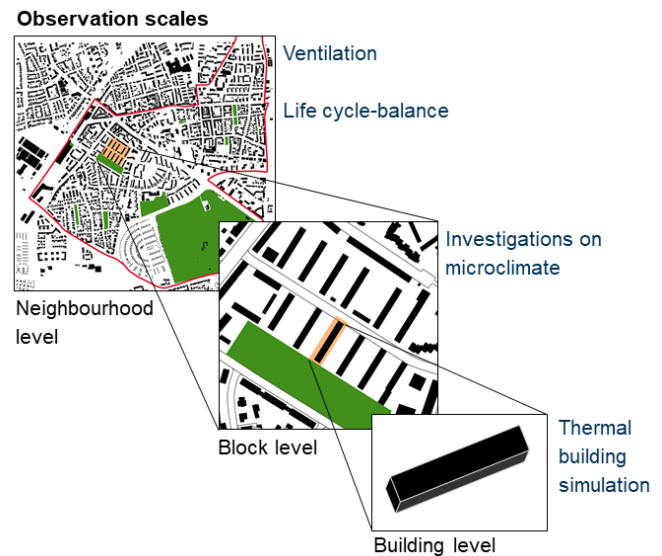 Observation scales
Ventilation
Life cycle-balance
Neighbourhood
level
Investigations on
microclimate
Block level
Thermal
building
simulation
Building level